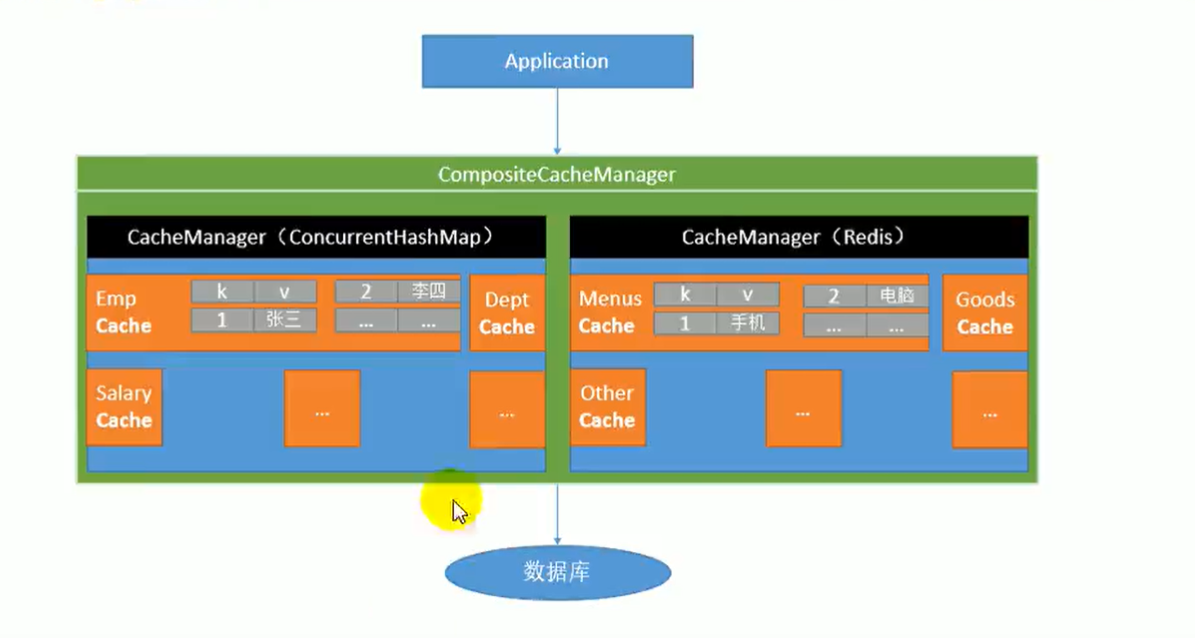 Application
CompositeCacheManager
CacheManager（ConcurrentHashMap）
Emp
Cache
k v
1 张三
2 李四
... ...
Dept
Cache
Salary
Cache
...
...
CacheManager（Redis）
Menus
Cache
k v
1 手机
2 电脑
... ...
Goods
Cache
Other
Cache
...
...
数据库